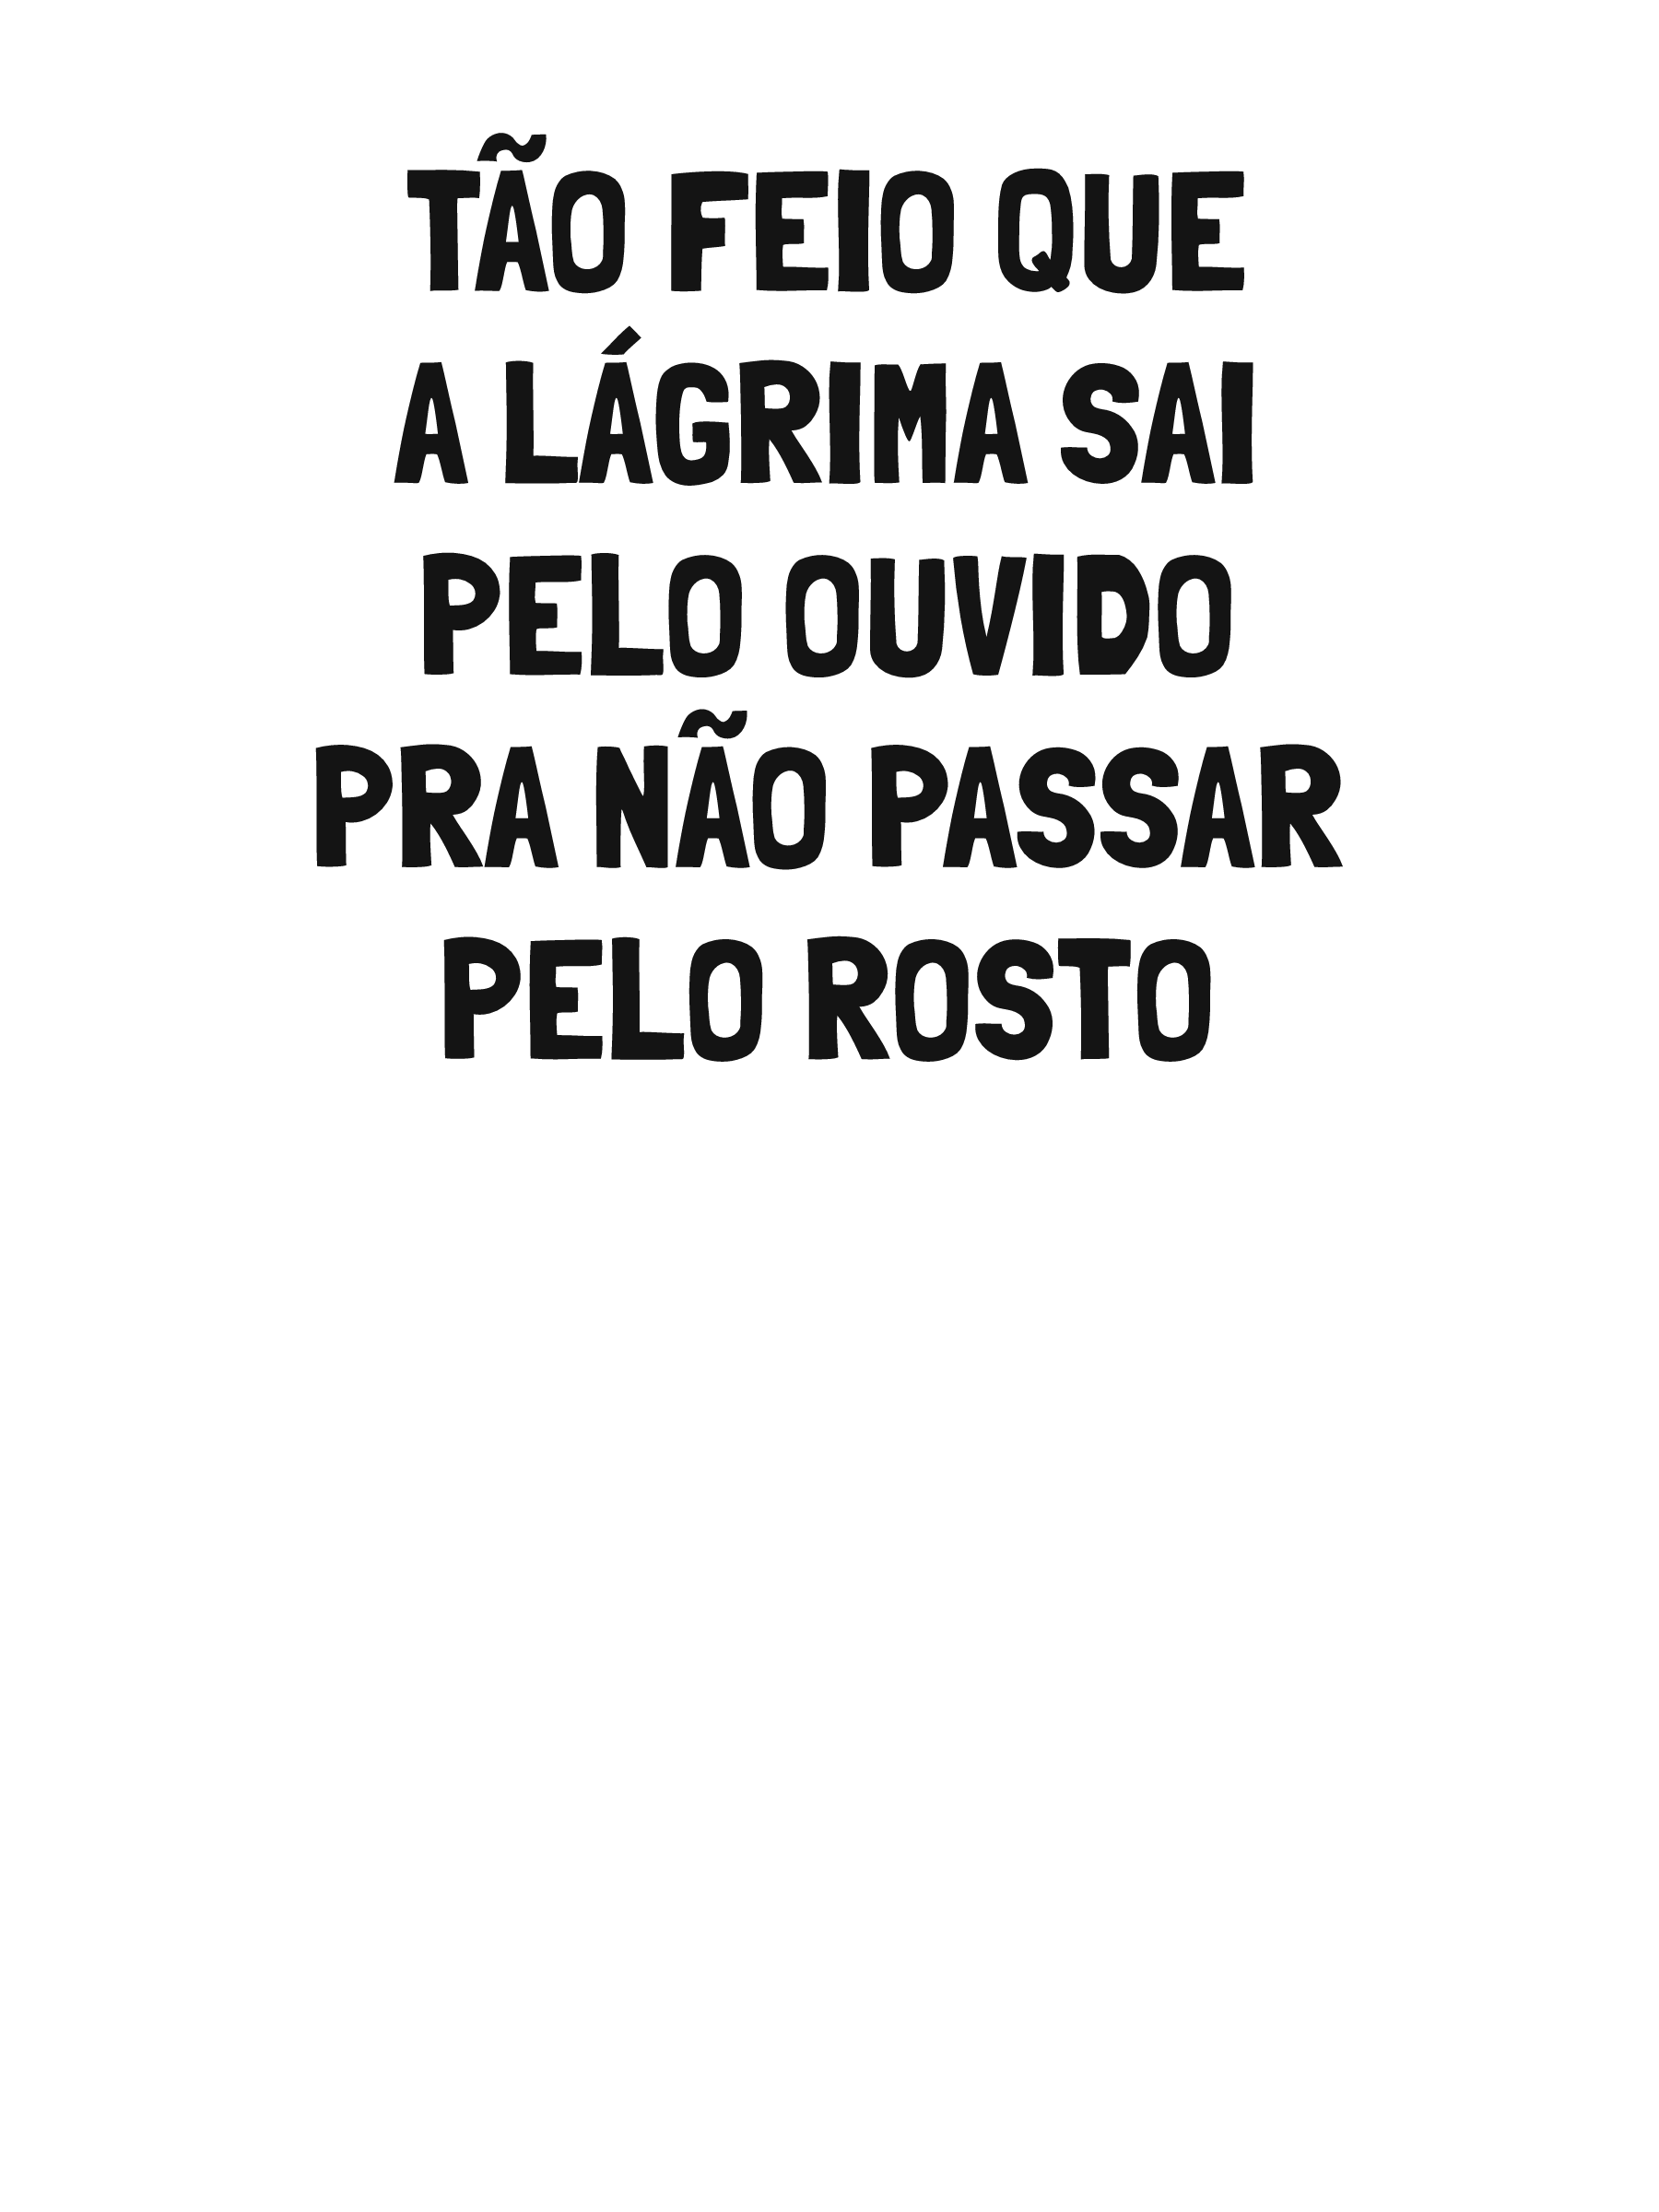 TÃO FEIO QUE
A LÁGRIMA SAI
PELO OUVIDO
PRA NÃO PASSAR
PELO ROSTO